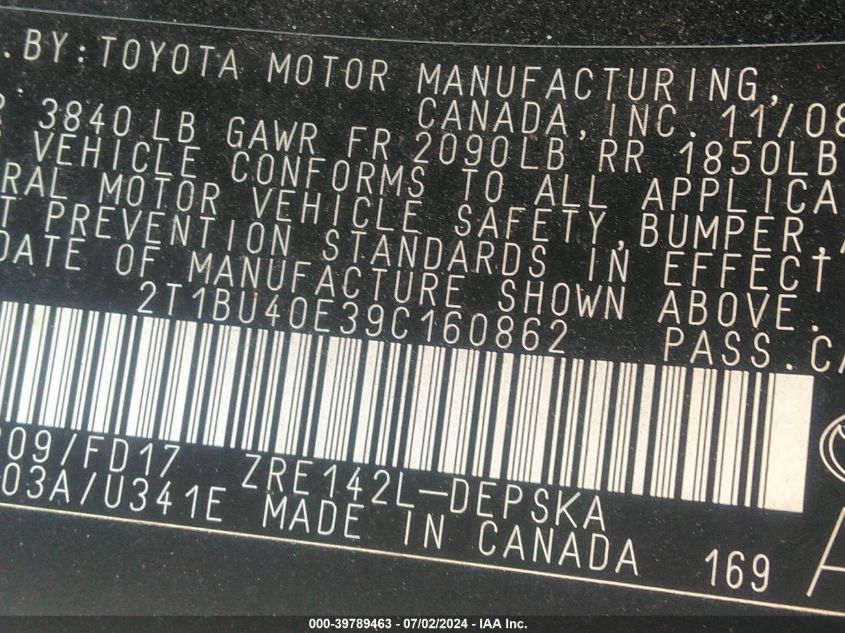 . BY: TOYOTA MOTOR MANUFACTURING,
CANADA, INC. 11/08
R 3840 LB GAWR FR 2090LB RR 1850LB
VEHICLE CONFORMS TO ALL APPLICA
RAL MOTOR VEHICLE SAFETY, BUMPER, A
T PREVENTION STANDARDS IN EFFECT
DATE OF MANUFACTURE SHOWN ABOVE.
2T1BU40E39C160862 PASS.CA
209/FD17 ZRE142L-DEPSKA
03A/U341E MADE IN CANADA 169
A
000-39789463 - 07/02/2024 - IAA Inc.